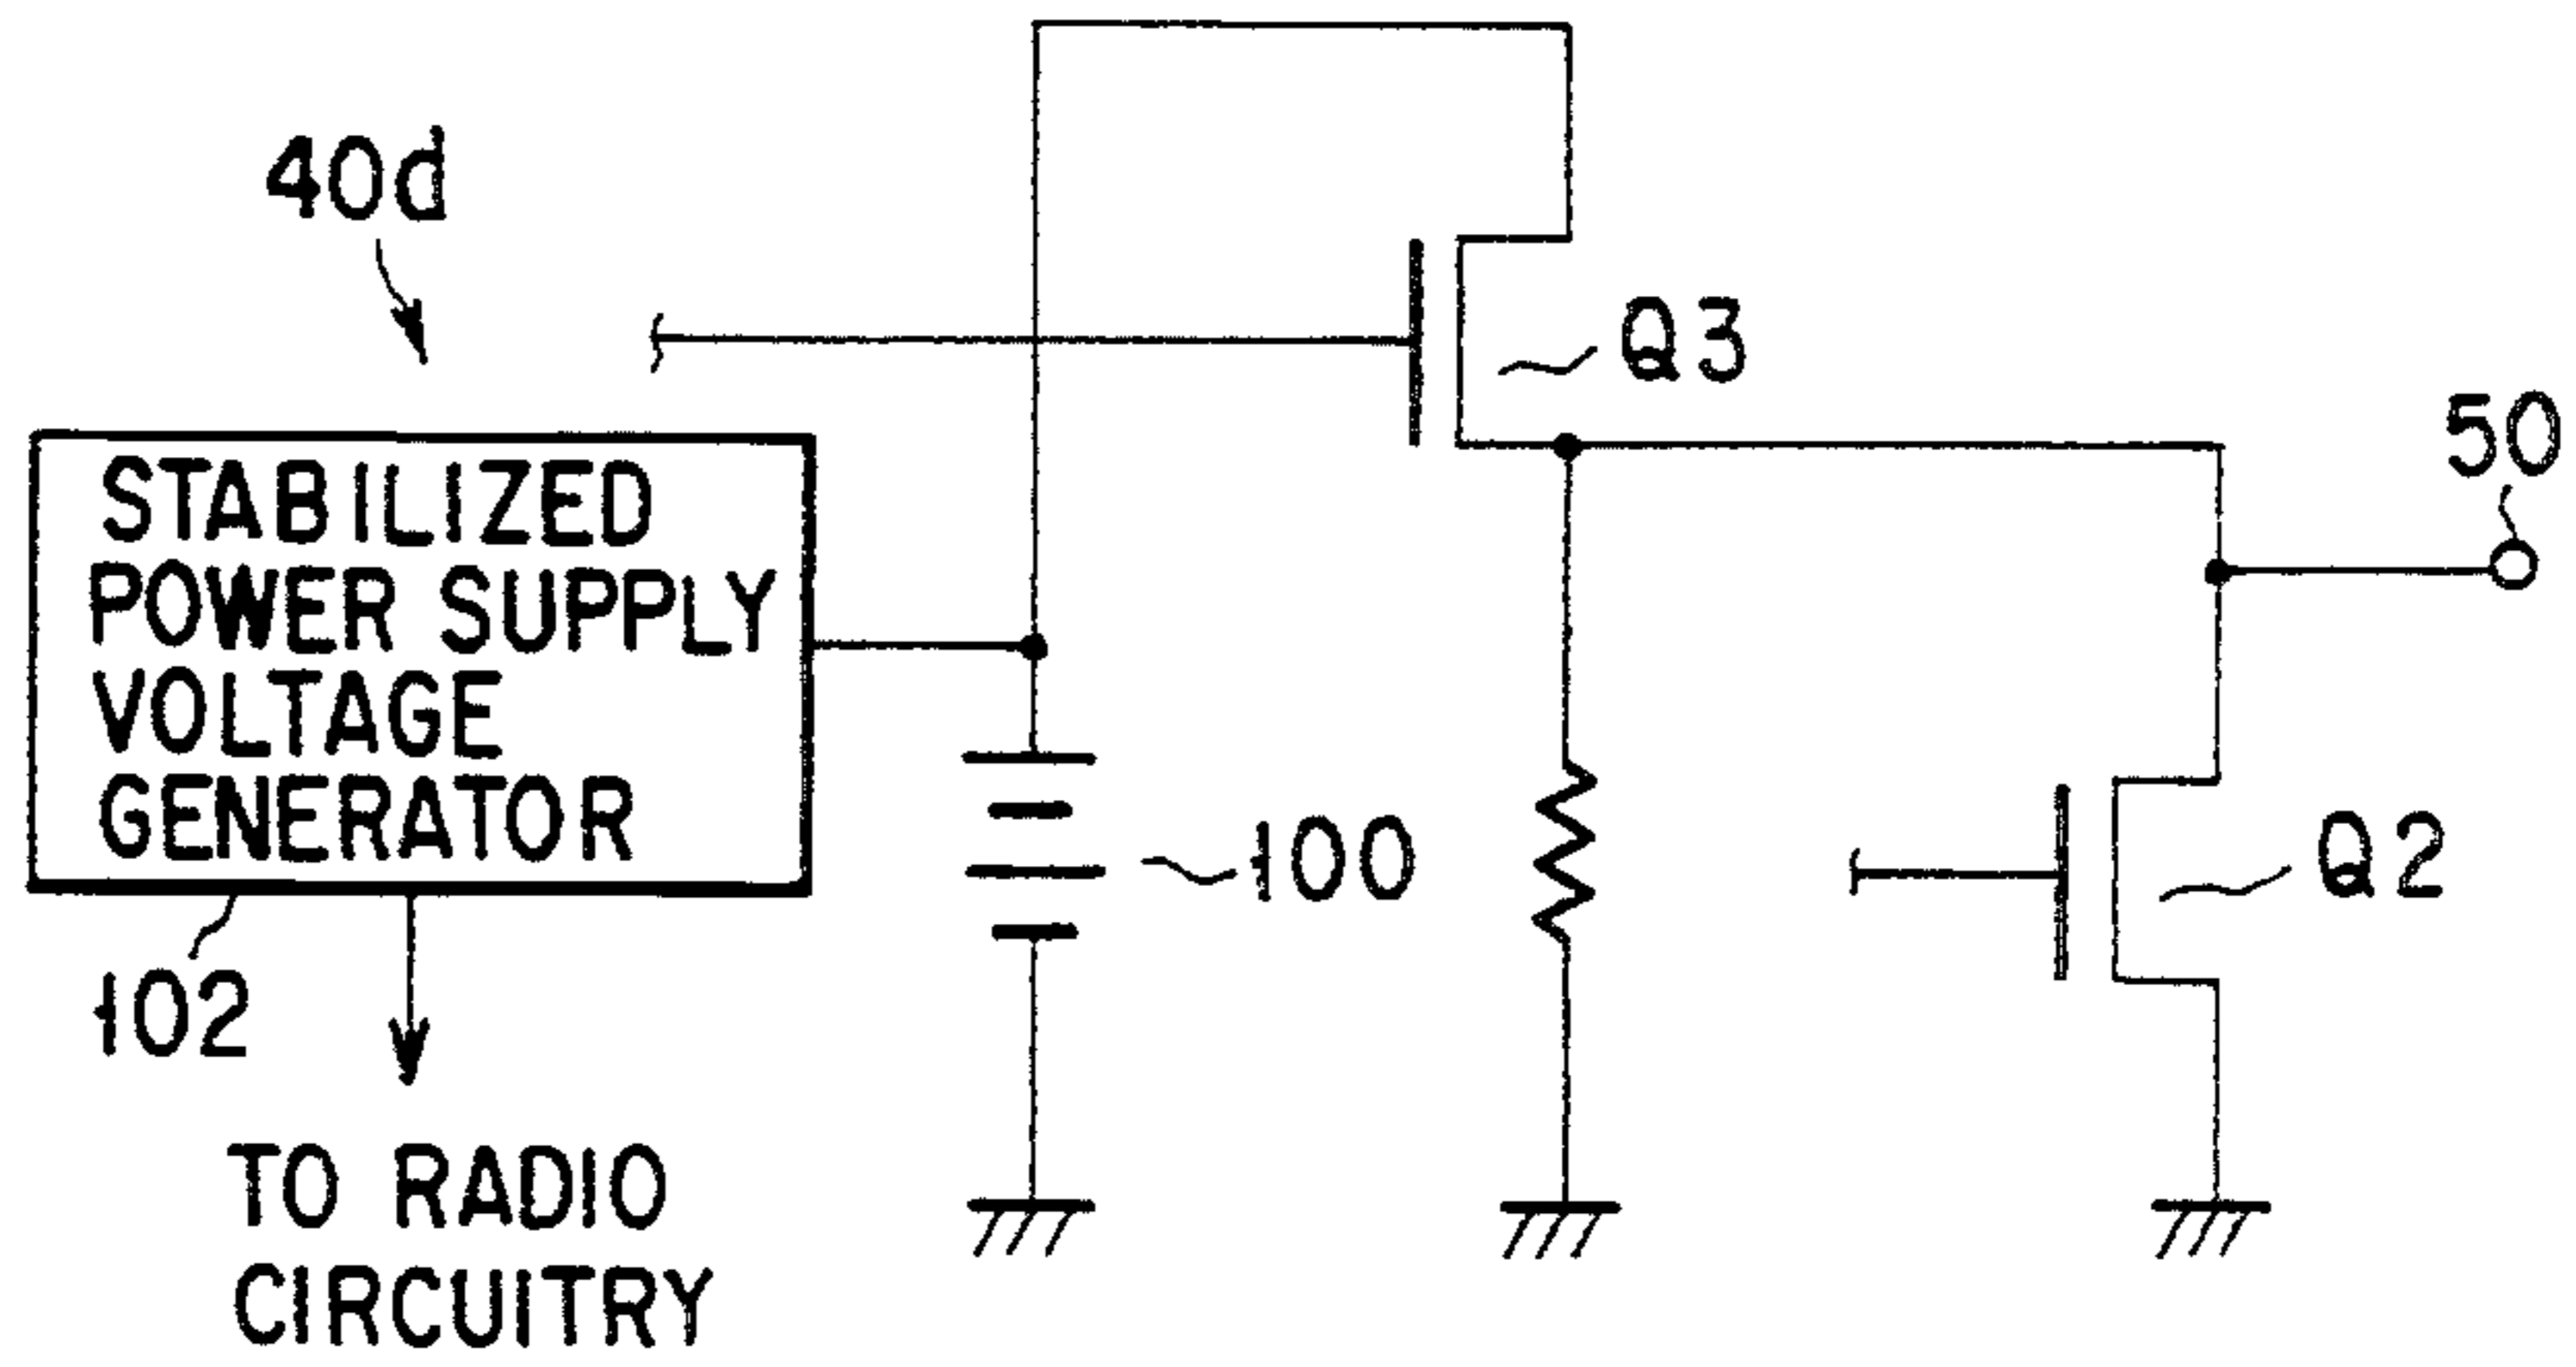 40d
Q3
50
STABILIZED
POWER SUPPLY
VOLTAGE
GENERATOR
100
Q2
102
TO RADIO
CIRCUITRY